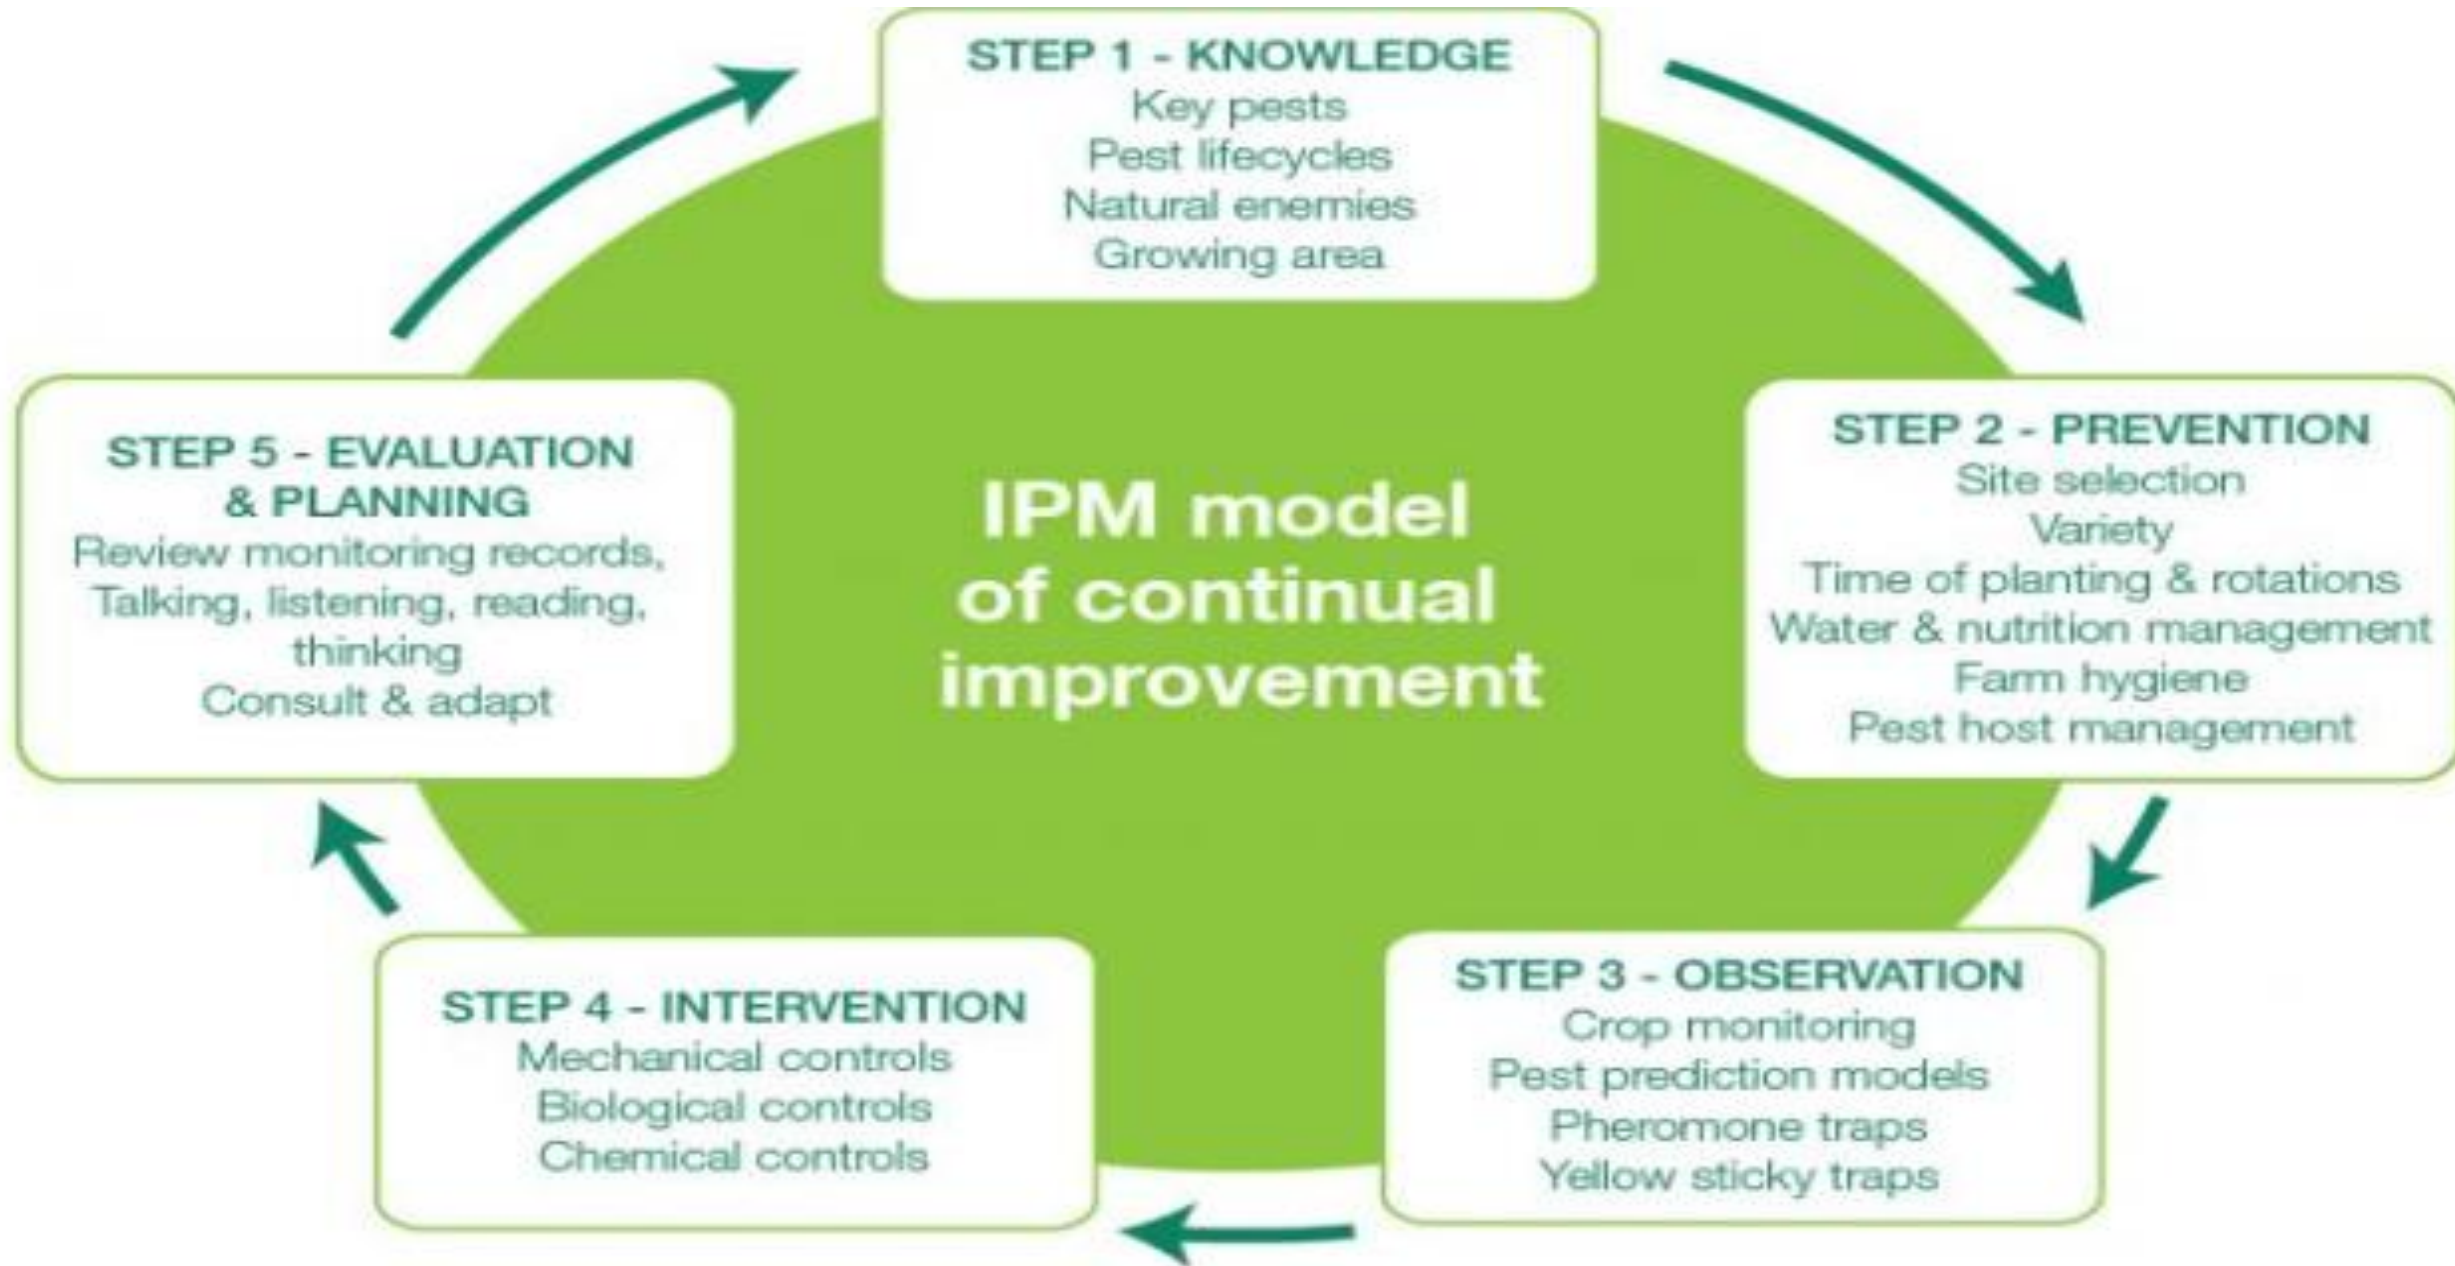 STEP 1 - KNOWLEDGE
Key pests
Pest lifecycles
Natural enemies
Growing area
STEP 2 - PREVENTION
Site selection
Variety
Time of planting & rotations
Water & nutrition management
Farm hygiene
Pest host management
STEP 3 - OBSERVATION
Crop monitoring
Pest prediction models
Pheromone traps
Yellow sticky traps
STEP 4 - INTERVENTION
Mechanical controls
Biological controls
Chemical controls
STEP 5 - EVALUATION
& PLANNING
Review monitoring records,
Talking, listening, reading,
thinking
Consult & adapt
IPM model
of continual
improvement